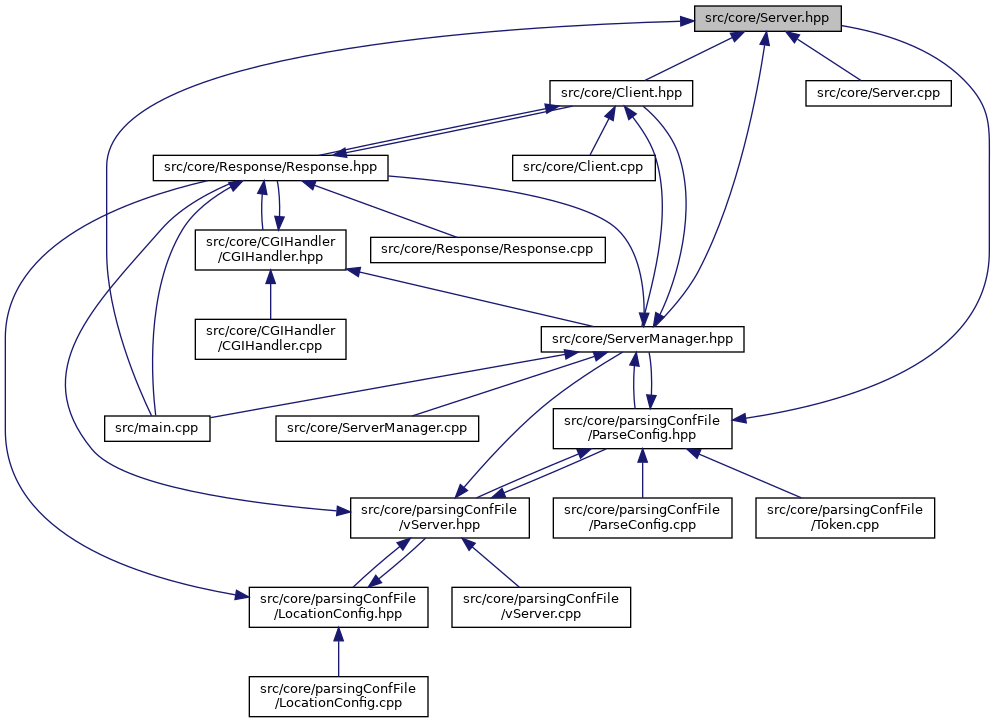 src/core/Server.hpp
src/core/Client.hpp
src/core/Server.cpp
src/core/Response/Response.hpp
src/core/Client.cpp
src/core/CGIHandler
/CGIHandler.hpp
src/core/Response/Response.cpp
src/core/CGIHandler
/CGIHandler.cpp
src/core/ServerManager.hpp
src/main.cpp
src/core/ServerManager.cpp
src/core/parsingConfFile
/ParseConfig.hpp
src/core/parsingConfFile
/vServer.hpp
src/core/parsingConfFile
/ParseConfig.cpp
src/core/parsingConfFile
/Token.cpp
src/core/parsingConfFile
/LocationConfig.hpp
src/core/parsingConfFile
/vServer.cpp
src/core/parsingConfFile
/LocationConfig.cpp